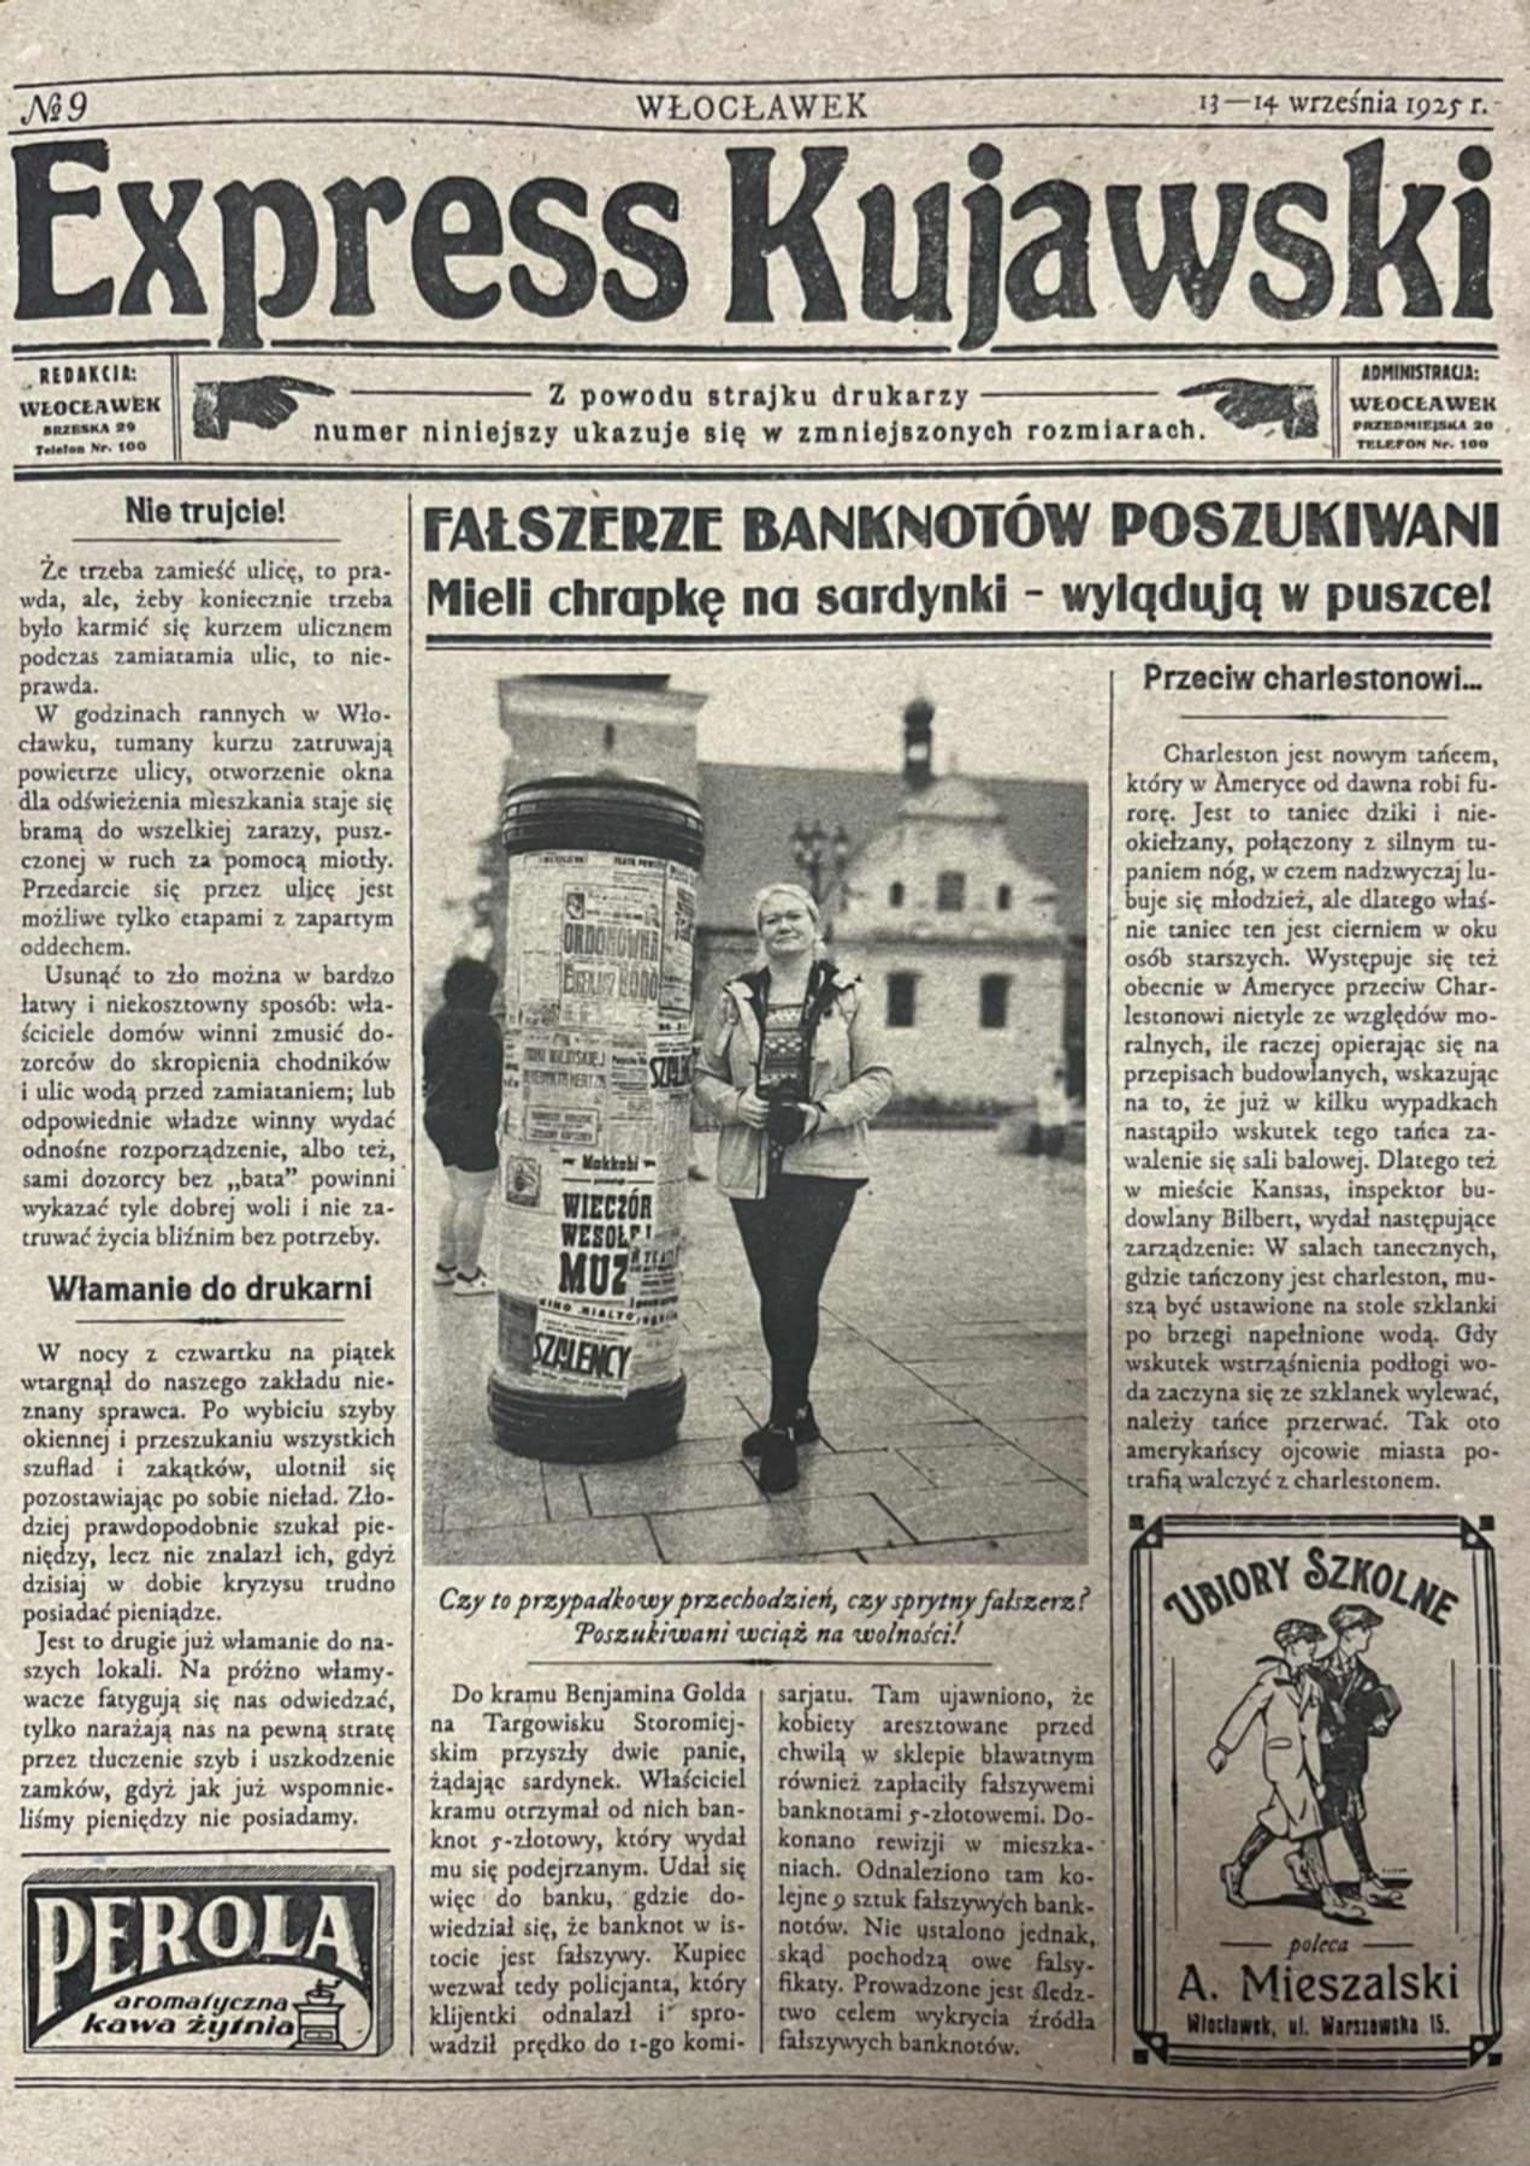 № 9
WŁOCŁAWEK
13—14 września 1925 r.
Express Kujawski
REDAKCIA:
WŁOCŁAWEK
BRZESKA 29
Telefon Nr. 100
Z powodu strajku drukarzy
numer niniejszy ukazuje się w zmniejszonych rozmiarach.
ADMINISTRACJA:
WŁOCŁAWEK
PRZEDMIEJSKA 20
TELEFON Nr. 100
Nie trujcie!
Że trzeba zamieść ulicę, to pra-
wda, ale, żeby koniecznie trzeba
było karmić się kurzem ulicznem
podczas zamiatamia ulic, to nie-
prawda.
W godzinach rannych w Wło-
cławku, tumany kurzu zatruwają
powietrze ulicy, otworzenie okna
dla odświeżenia mieszkania staje się
bramą do wszelkiej zarazy, pusz-
czonej w ruch za pomocą miotły.
Przedarcie się przez ulicę jest
możliwe tylko etapami z zapartym
oddechem.
Usunąć to zło można w bardzo
łatwy i niekosztowny sposób: wła-
ściciele domów winni zmusić do-
zorców do skropienia chodników
i ulic wodą przed zamiataniem; lub
odpowiednie władze winny wydać
odnośne rozporządzenie, albo też,
sami dozorcy bez „bata” powinni
wykazać tyle dobrej woli i nie za-
truwać życia bliźnim bez potrzeby.
Włamanie do drukarni
W nocy z czwartku na piątek
wtargnął do naszego zakładu nie-
znany sprawca. Po wybiciu szyby
okiennej i przeszukaniu wszystkich
szuflad i zakątków, ulotnił się
pozostawiając po sobie nieład. Zło-
dziej prawdopodobnie szukał pie-
niędzy, lecz nie znalazł ich, gdyż
dzisiaj w dobie kryzysu trudno
posiadać pieniądze.
Jest to drugie już włamanie do na-
szych lokali. Na próżno włamy-
wacze fatygują się nas odwiedzać,
tylko narażają nas na pewną stratę
przez tłuczenie szyb i uszkodzenie
zamków, gdyż jak już wspomnie-
liśmy pieniędzy nie posiadamy.
PEROLA
aromatyczna
kawa żytnia
FAŁSZERZE BANKNOTÓW POSZUKIWANI
Mieli chrapkę na sardynki - wylądują w puszce!
ORDONÓWNA
Makkabi
WIECZÓR
WESOŁEJ
MUZ
KINO RIALTO
SZALEŃCY
Czy to przypadkowy przechodzień, czy sprytny fałszerz?
Poszukiwani wciąż na wolności!
Do kramu Benjamina Golda
na Targowisku Storomiej-
skim przyszły dwie panie,
żądając sardynek. Właściciel
kramu otrzymał od nich ban-
knot 5-złotowy, który wydał
mu się podejrzanym. Udał się
więc do banku, gdzie do-
wiedział się, że banknot w is-
tocie jest fałszywy. Kupiec
wezwał tedy policjanta, który
klijentki odnalazł i spro-
wadził prędko do 1-go komi-
sarjatu. Tam ujawniono, że
kobiety aresztowane przed
chwilą w sklepie bławatnym
również zapłaciły fałszywemi
banknotami 5-złotowemi. Do-
konano rewizji w mieszka-
niach. Odnaleziono tam ko-
lejne 9 sztuk fałszywych bank-
notów. Nie ustalono jednak,
skąd pochodzą owe falsy-
fikaty. Prowadzone jest śledz-
two celem wykrycia źródła
fałszywych banknotów.
Przeciw charlestonowi...
Charleston jest nowym tańcem,
który w Ameryce od dawna robi fu-
rorę. Jest to taniec dziki i nie-
okiełzany, połączony z silnym tu-
paniem nóg, w czem nadzwyczaj lu-
buje się młodzież, ale dlatego właś-
nie taniec ten jest cierniem w oku
osób starszych. Występuje się też
obecnie w Ameryce przeciw Char-
lestonowi nietyle ze względów mo-
ralnych, ile raczej opierając się na
przepisach budowlanych, wskazując
na to, że już w kilku wypadkach
nastąpiło wskutek tego tańca za-
walenie się sali balowej. Dlatego też
w mieście Kansas, inspektor bu-
dowlany Bilbert, wydał następujące
zarządzenie: W salach tanecznych,
gdzie tańczony jest charleston, mu-
szą być ustawione na stole szklanki
po brzegi napełnione wodą. Gdy
wskutek wstrząśnienia podłogi wo-
da zaczyna się ze szklanek wylewać,
należy tańce przerwać. Tak oto
amerykańscy ojcowie miasta po-
trafią walczyć z charlestonem.
UBIORY SZKOLNE
poleca
A. Mieszalski
Włocławek, ul. Warszawska 15.